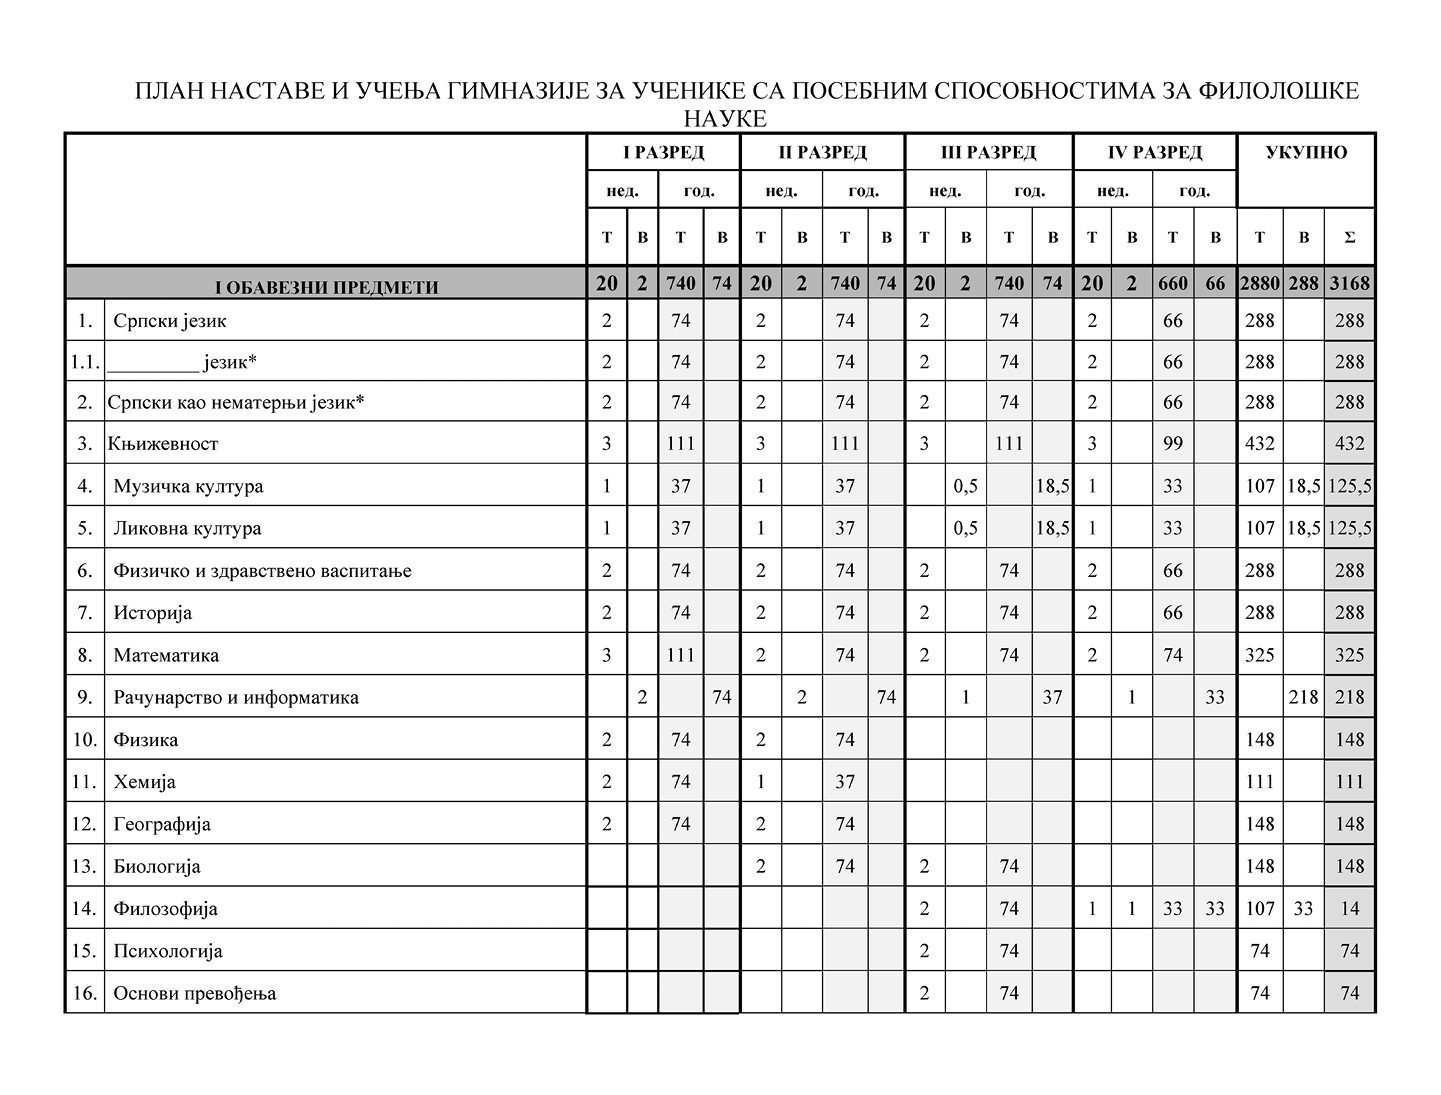 ПЛАН НАСТАВЕ И УЧЕЊА ГИМНАЗИЈЕ ЗА УЧЕНИКЕ СА ПОСЕБНИМ СПОСОБНОСТИМА ЗА ФИЛОЛОШКЕ
НАУКЕ
I РАЗРЕД II РАЗРЕД III РАЗРЕД IV РАЗРЕД УКУПНО
нед. год. нед. год. нед. год. нед. год.
Т В Т В Т В Т В Т В Т В Т В Т В Т В Σ
I ОБАВЕЗНИ ПРЕДМЕТИ 20 2 740 74 20 2 740 74 20 2 740 74 20 2 660 66 2880 288 3168
1. Српски језик 2 74 2 74 2 74 2 66 288 288
1.1. _________ језик* 2 74 2 74 2 74 2 66 288 288
2. Српски као нематерњи језик* 2 74 2 74 2 74 2 66 288 288
3. Књижевност 3 111 3 111 3 111 3 99 432 432
4. Музичка култура 1 37 1 37 0,5 18,5 1 33 107 18,5 125,5
5. Ликовна култура 1 37 1 37 0,5 18,5 1 33 107 18,5 125,5
6. Физичко и здравствено васпитање 2 74 2 74 2 74 2 66 288 288
7. Историја 2 74 2 74 2 74 2 66 288 288
8. Математика 3 111 2 74 2 74 2 74 325 325
9. Рачунарство и информатика 2 74 2 74 1 37 1 33 218 218
10. Физика 2 74 2 74 148 148
11. Хемија 2 74 1 37 111 111
12. Географија 2 74 2 74 148 148
13. Биологија 2 74 2 74 148 148
14. Филозофија 2 74 1 1 33 33 107 33 14
15. Психологија 2 74 74 74
16. Основи превођења 2 74 74 74